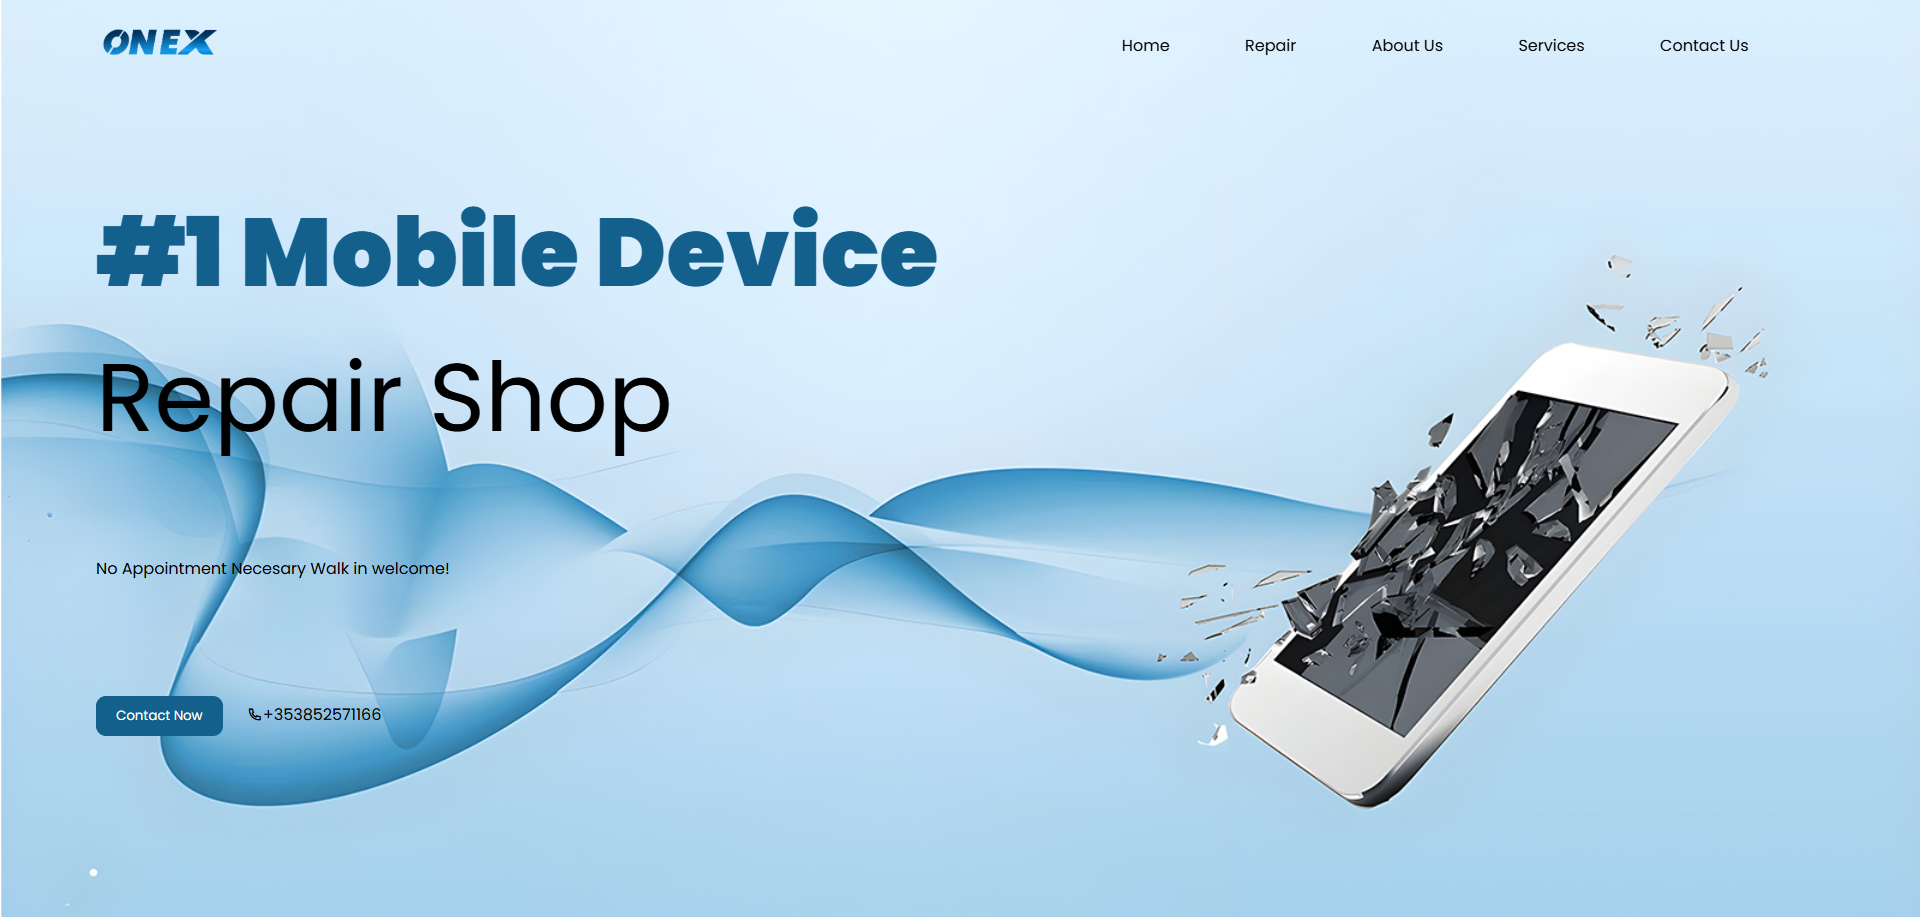 ONEX
Home Repair About Us Services Contact Us
#1 Mobile Device
Repair Shop
No Appointment Necesary Walk in welcome!
Contact Now +353852571166